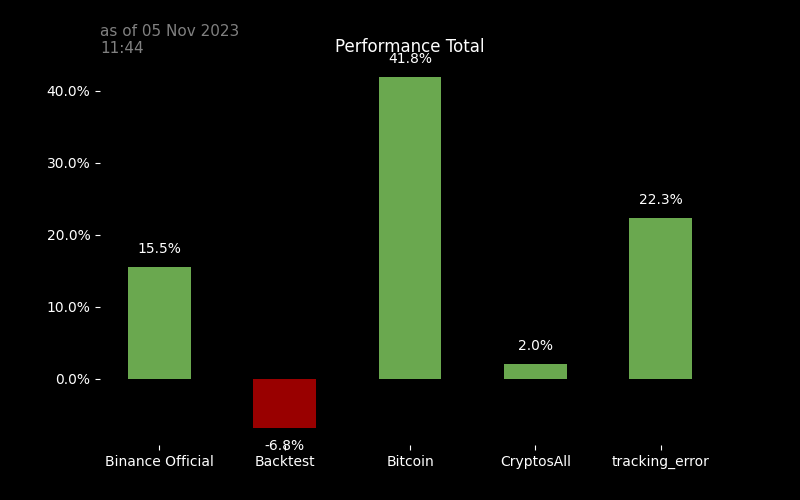 as of 05 Nov 2023
11:44
Performance Total
41.8%
40.0%
30.0%
22.3%
20.0%
15.5%
10.0%
2.0%
0.0%
-6.8%
Binance Official
Backtest
Bitcoin
CryptosAll
tracking_error